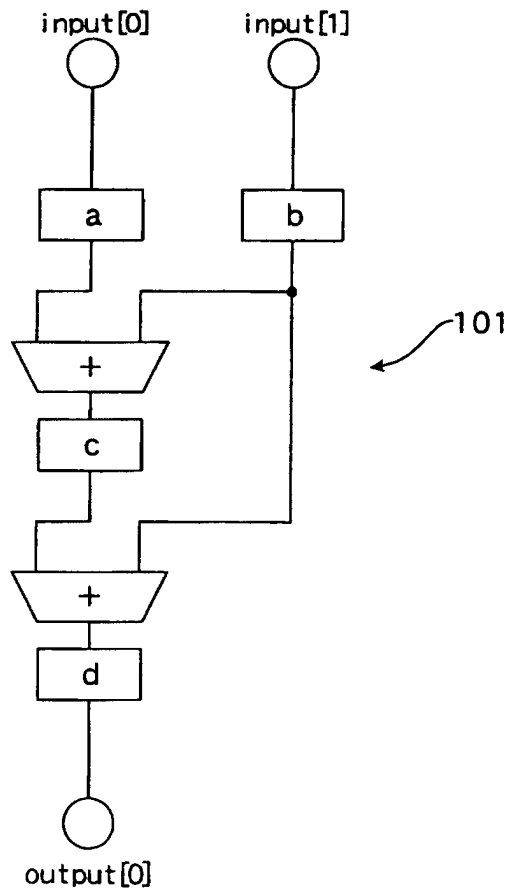 input[0] input[1]
a b
+
101
c
+
d
output[0]